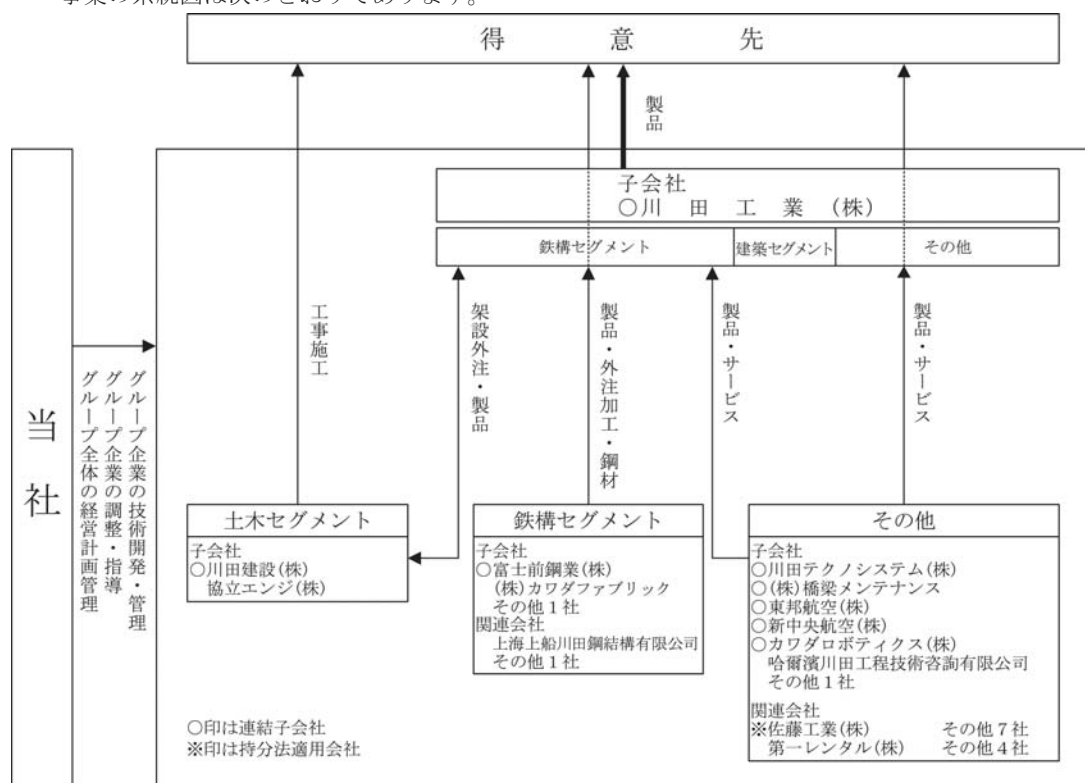 事業の系統図は次のとおりであります。
得意先
製品
子会社
〇川田工業(株)
鉄構セグメント 建築セグメント その他
工事施工
架設外注・製品
製品・外注加工・鋼材
製品・サービス
製品・サービス
当社
グループ企業の技術開発・管理
グループ企業の調整・指導
グループ全体の経営計画管理
土木セグメント
子会社
〇川田建設(株)
協立エンジ(株)
鉄構セグメント
子会社
〇富士前鋼業(株)
(株)カワダファブリック
その他1社
関連会社
上海上船川田鋼結構有限公司
その他1社
その他
子会社
〇川田テクノシステム(株)
〇(株)橋梁メンテナンス
〇東邦航空(株)
〇新中央航空(株)
〇カワダロボティクス(株)
哈爾濱川田工程技術咨詢有限公司
その他1社
関連会社
※佐藤工業(株) その他7社
第一レンタル(株) その他4社
〇印は連結子会社
※印は持分法適用会社